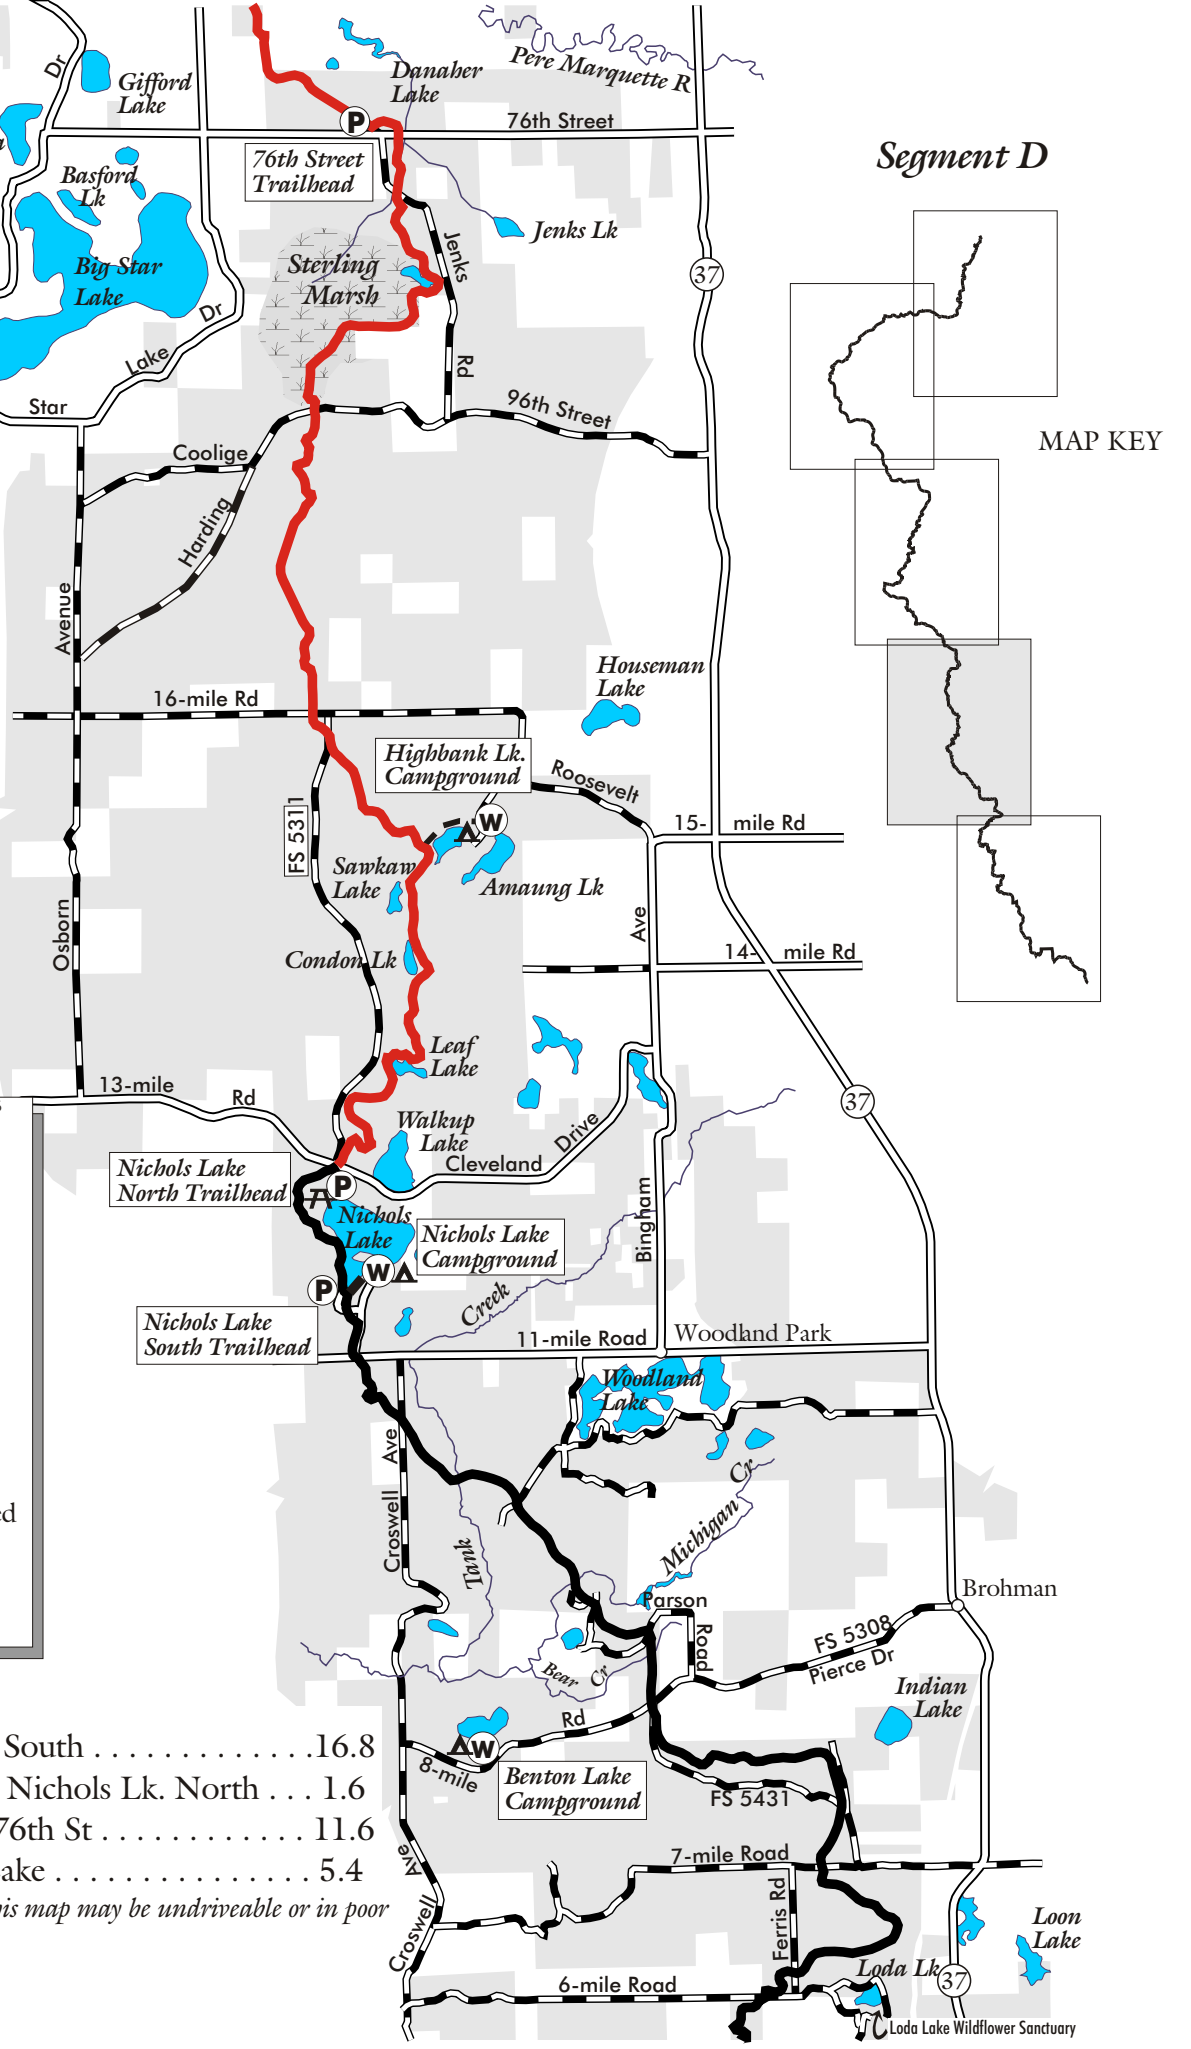 Dr
Gifford
Lake
Danaher
Lake
Pere Marquette R
76th Street
P
76th Street
Trailhead
Segment D
Basford
Lk
Big Star
Lake
Jenks Lk
Sterling
Marsh
Jenks
Rd
37
Lake
Dr
Star
96th Street
MAP KEY
Coolige
Harding
Avenue
Houseman
Lake
16-mile Rd
Highbank Lk.
Campground
Roosevelt
W
15- mile Rd
FS 5311
Sawkaw
Lake
Amaung Lk
Osborn
Ave
Condon Lk
14- mile Rd
Leaf
Lake
13-mile
Rd
37
Walkup
Lake
Drive
Cleveland
Nichols Lake
North Trailhead
P
Nichols
Lake
Bingham
Nichols Lake
Campground
W
P
Creek
Nichols Lake
South Trailhead
11-mile Road
Woodland Park
Woodland
Lake
Ave
Croswell
Cr
Michigan
ed
Tank
Brohman
Parson
Road
FS 5308
Pierce Dr
Bear
Cr
Indian
Lake
Rd
W
8-mile
Benton Lake
Campground
FS 5431
South . . . . . . . . . . . . .16.8
Nichols Lk. North . . . 1.6
76th St . . . . . . . . . . . . 11.6
ake . . . . . . . . . . . . . . . . 5.4
is map may be undriveable or in poor
7-mile Road
Ave
Croswell
Ferris Rd
Loon
Lake
Loda Lk
37
6-mile Road
Loda Lake Wildflower Sanctuary